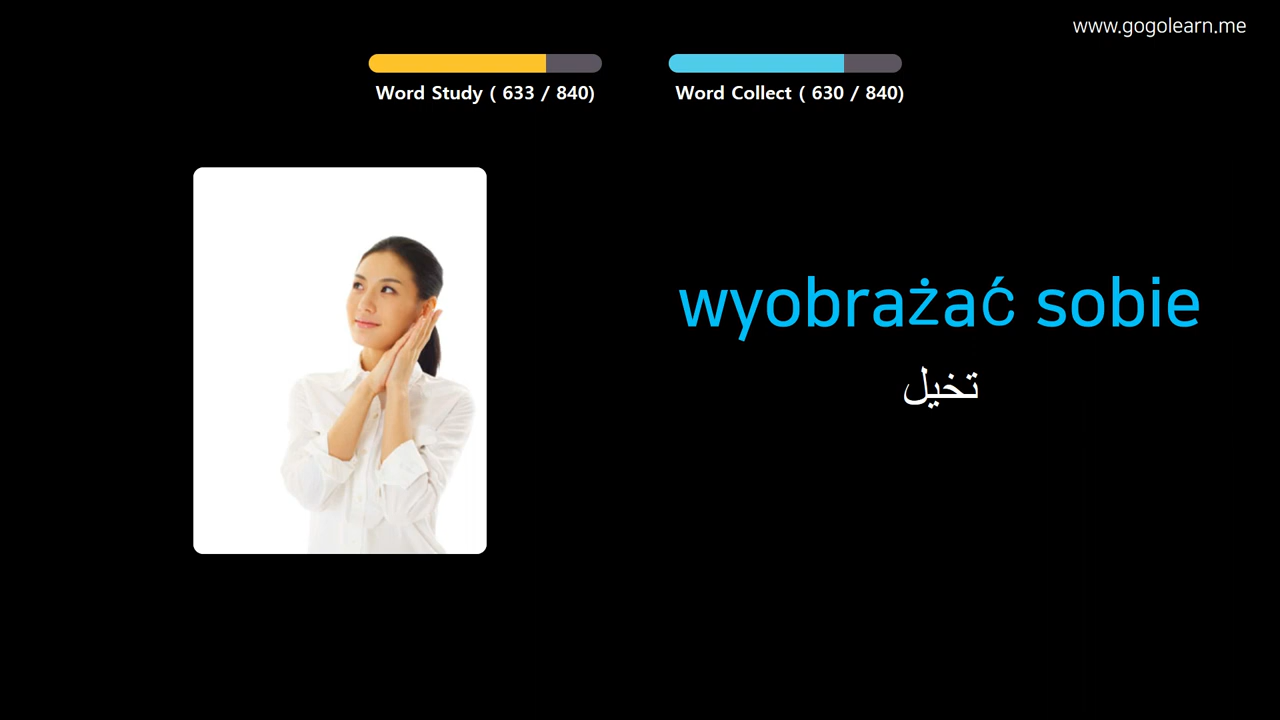 www.gogolearn.me
Word Study ( 633 / 840)
Word Collect ( 630 / 840)
wyobrażać sobie
تخيل